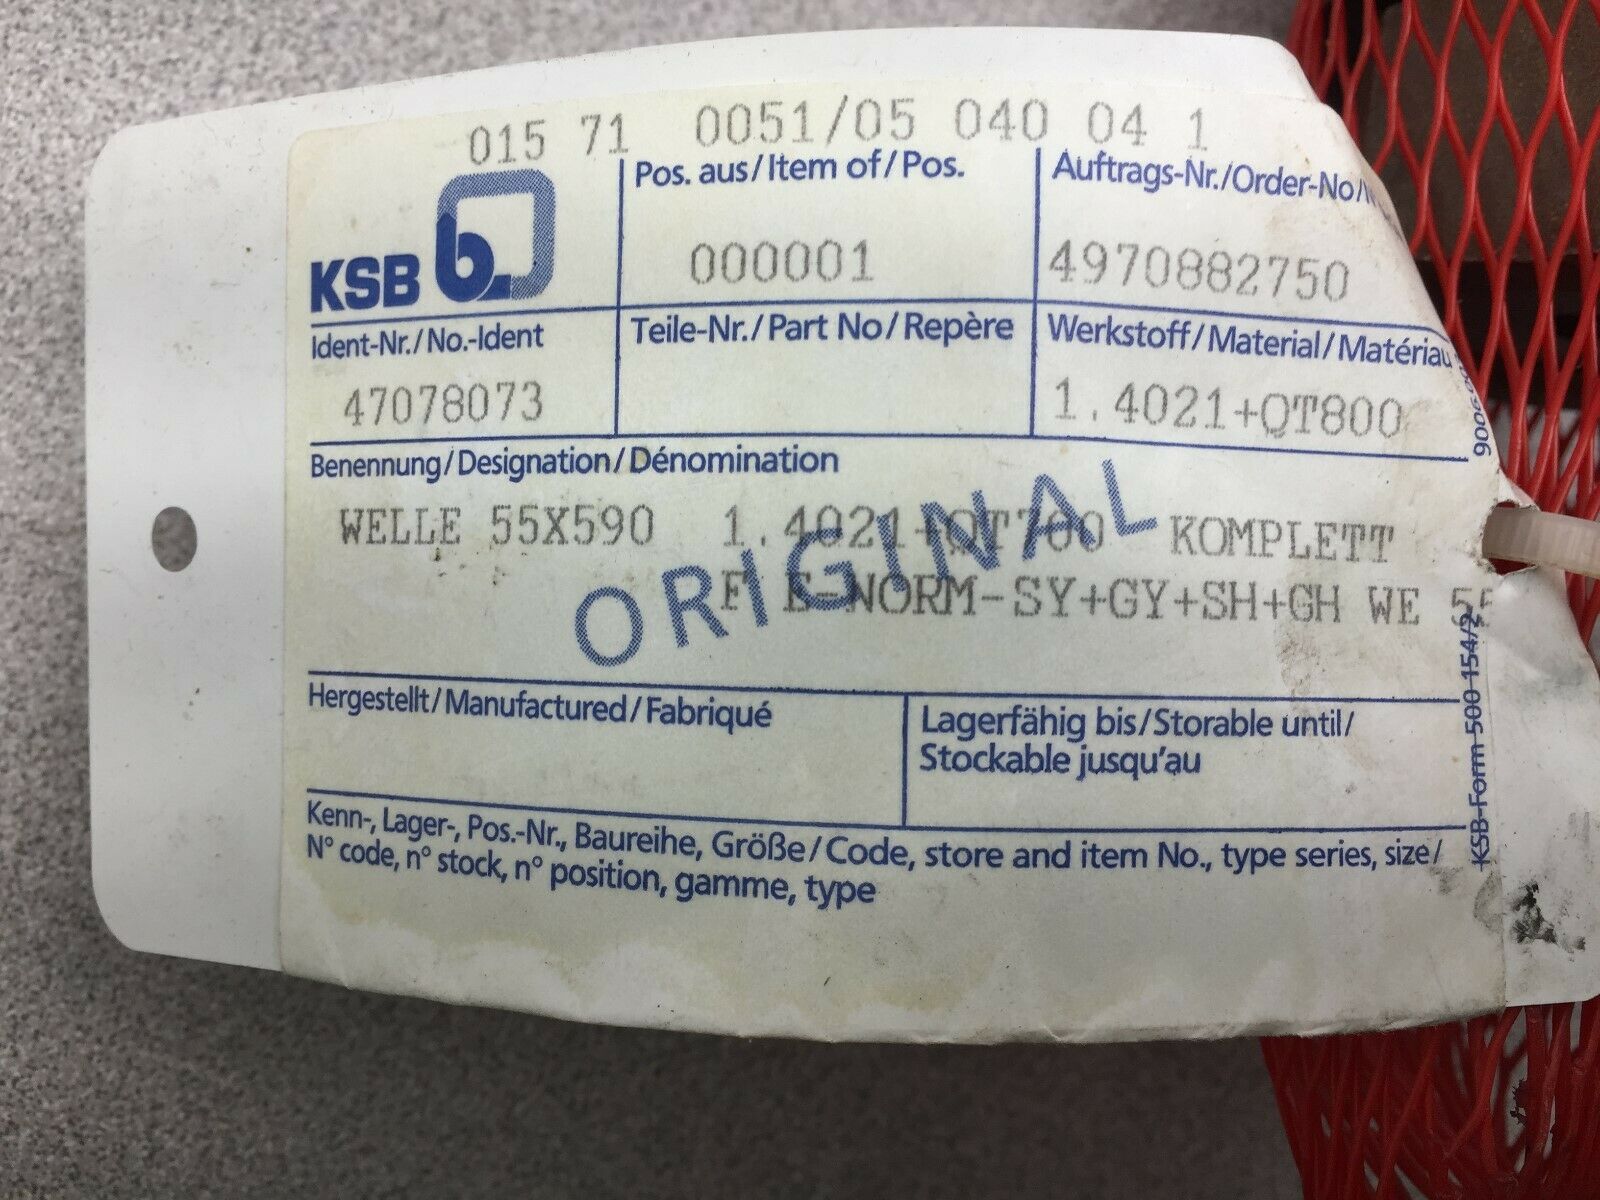 015 71 0051/05 040 04 1
KSB
Pos. aus/Item of/Pos.
000001
Auftrags-Nr./Order-No/
4970882750
Ident-Nr./No.-Ident
47078073
Teile-Nr./Part No/Repère
Werkstoff/Material/Matériau
1.4021+QT800
Benennung/Designation/Dénomination
WELLE 55X590 1.4021+QT700 KOMPLETT
F E-NORM-SY+GY+SH+GH WE 55
ORIGINAL
Hergestellt/Manufactured/Fabriqué
Lagerfähig bis/Storable until/
Stockable jusqu'au
Kenn-, Lager-, Pos.-Nr., Baureihe, Größe/Code, store and item No., type series, size/
N° code, n° stock, n° position, gamme, type
KSB-Form 500 154/2